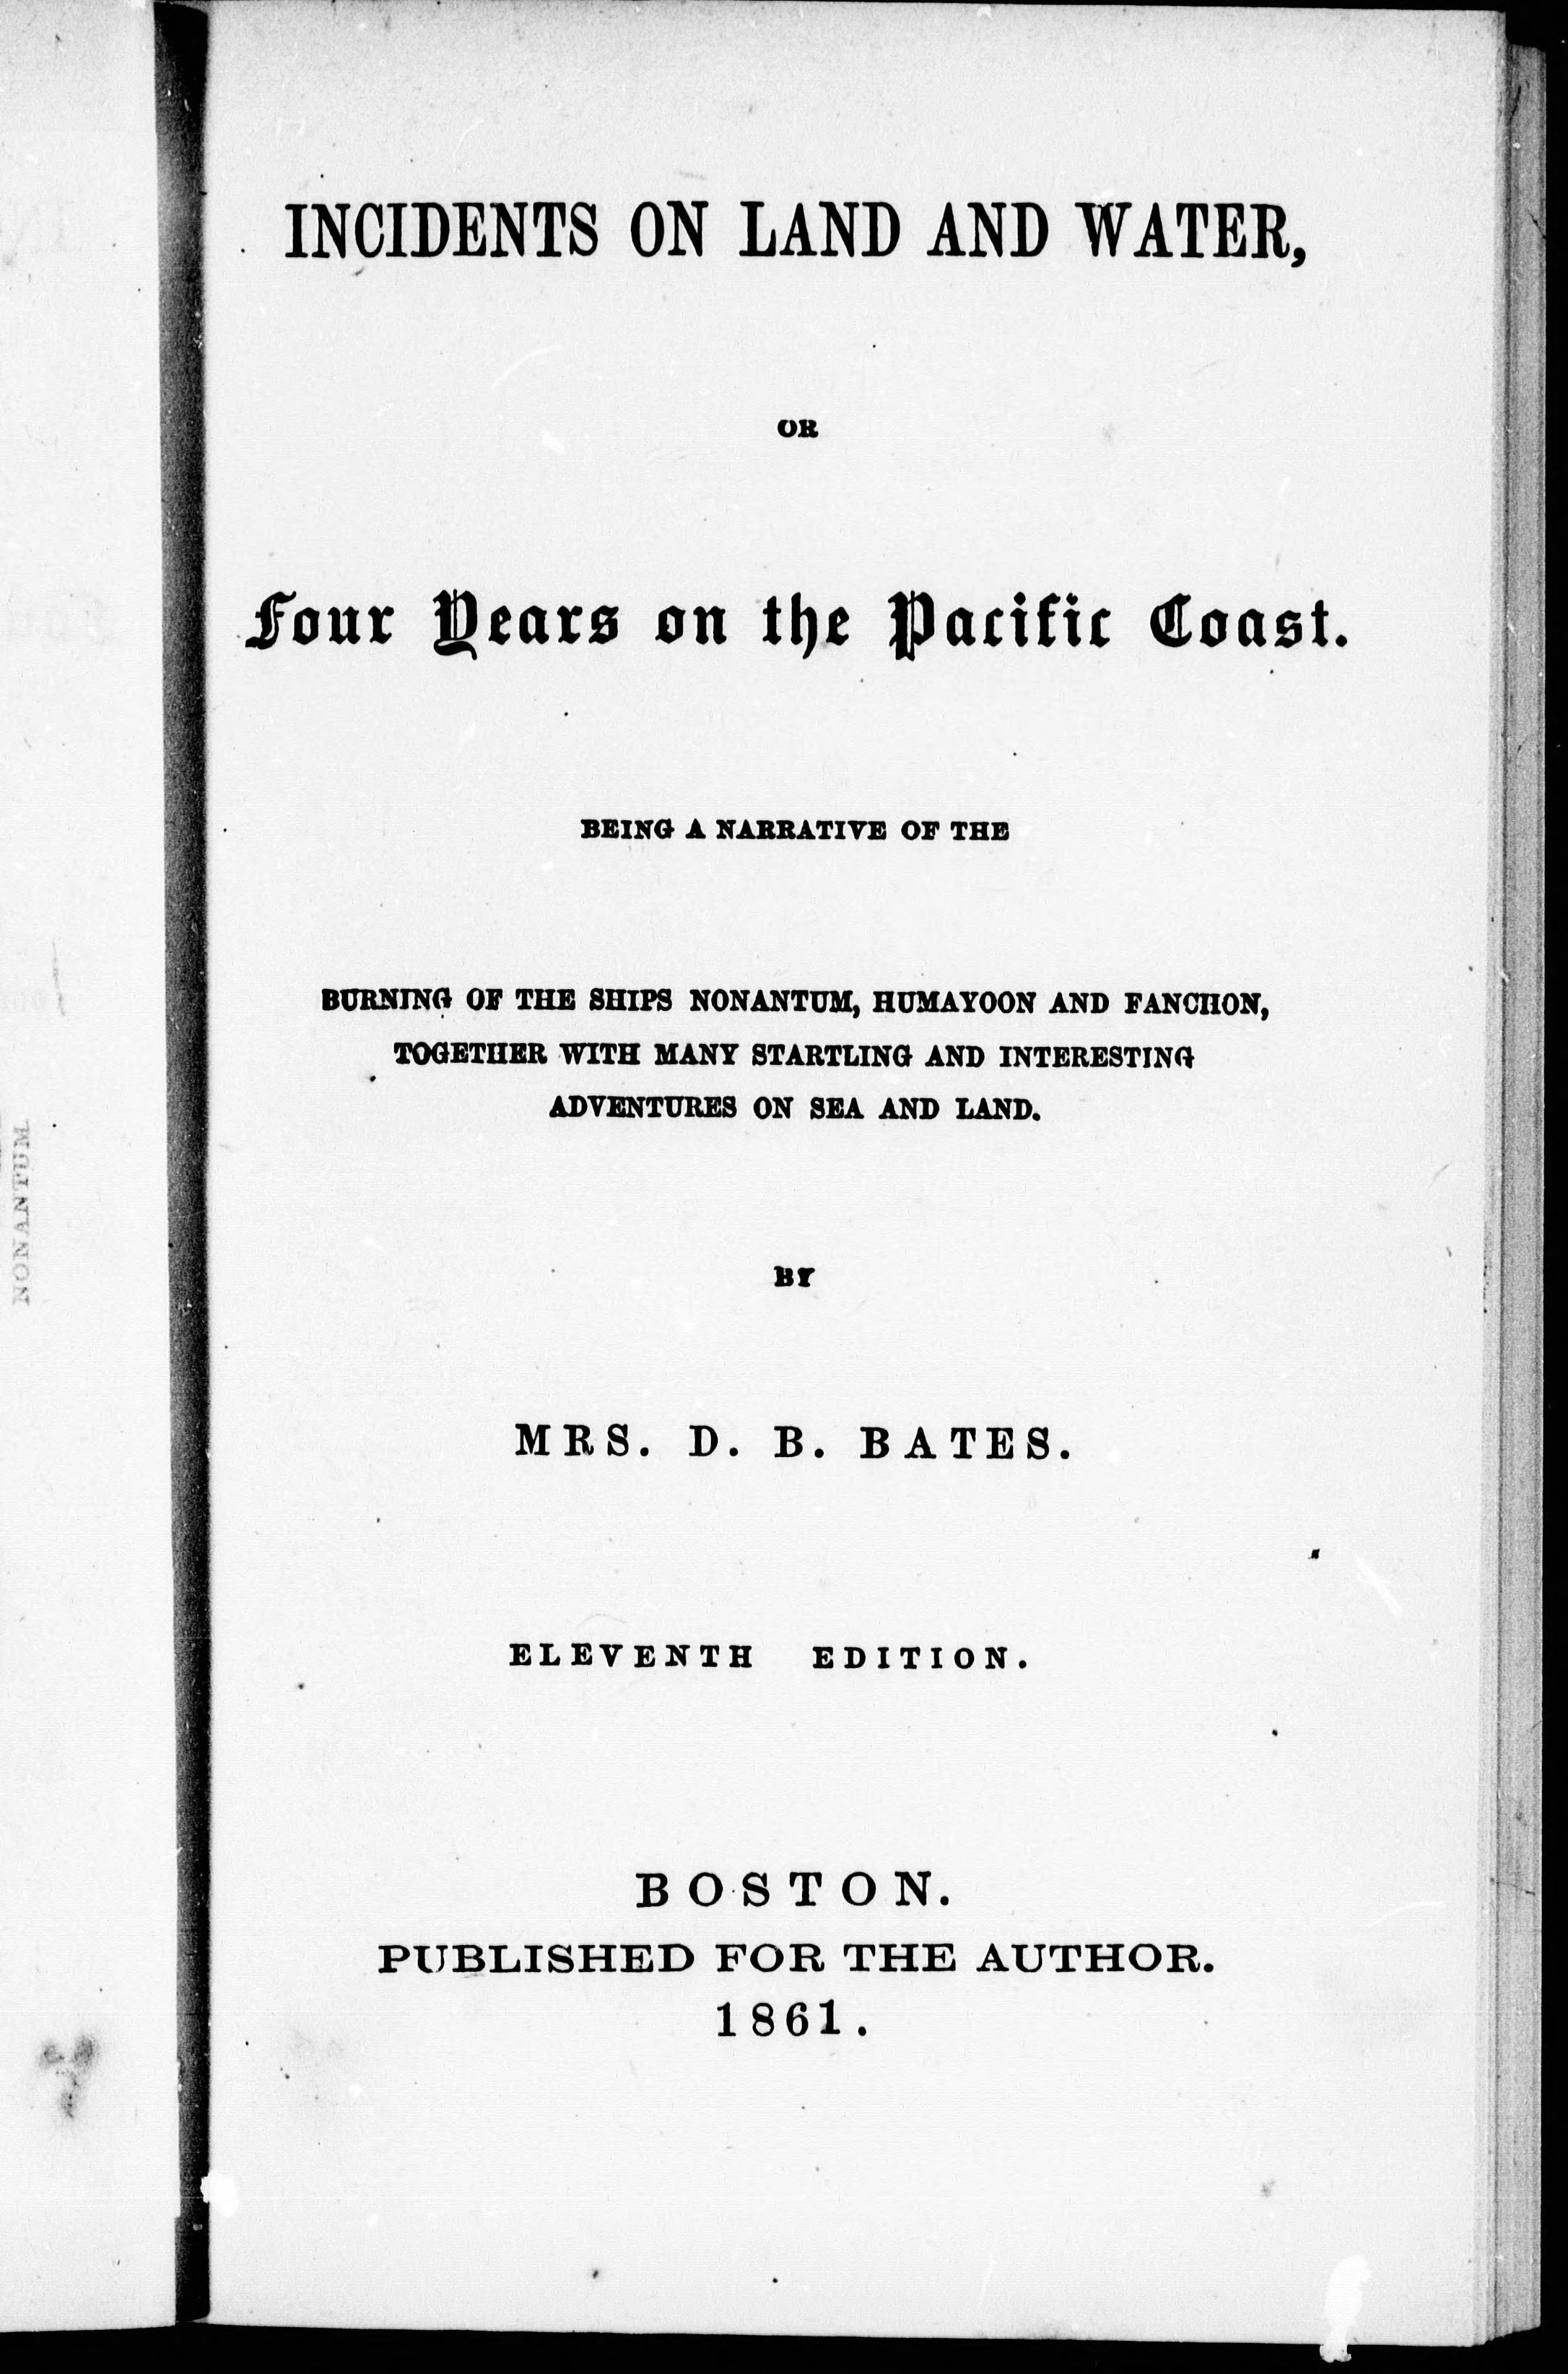 NONANTUM
INCIDENTS ON LAND AND WATER,
OR
Four Years on the Pacific Coast.
BEING A NARRATIVE OF THE
BURNING OF THE SHIPS NONANTUM, HUMAYOON AND FANCHON,
TOGETHER WITH MANY STARTLING AND INTERESTING
ADVENTURES ON SEA AND LAND.
BY
MRS. D. B. BATES.
ELEVENTH EDITION.
BOSTON.
PUBLISHED FOR THE AUTHOR.
1861.